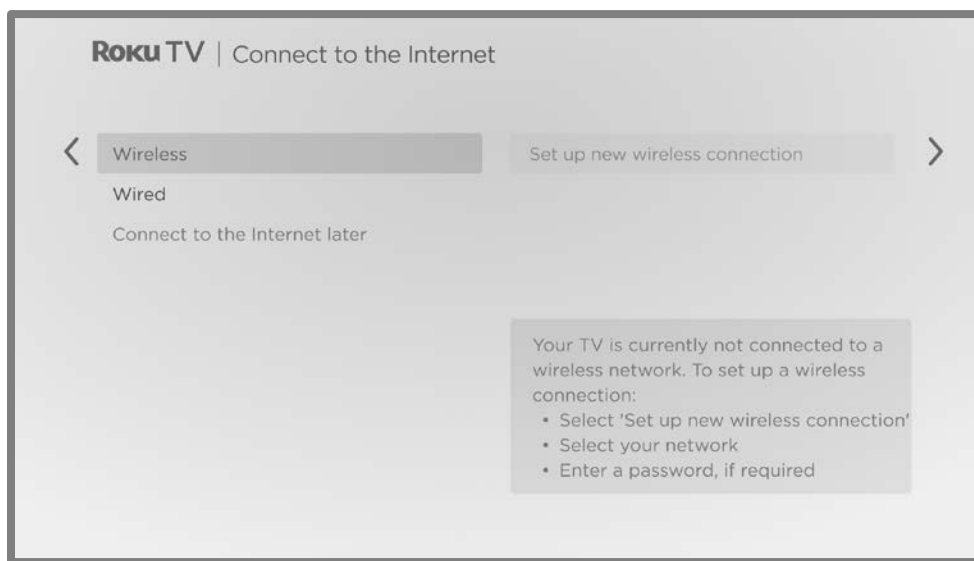 Roku TV | Connect to the Internet
Wireless
Set up new wireless connection
Wired
Connect to the Internet later
Your TV is currently not connected to a
wireless network. To set up a wireless
connection:
• Select 'Set up new wireless connection'
• Select your network
• Enter a password, if required